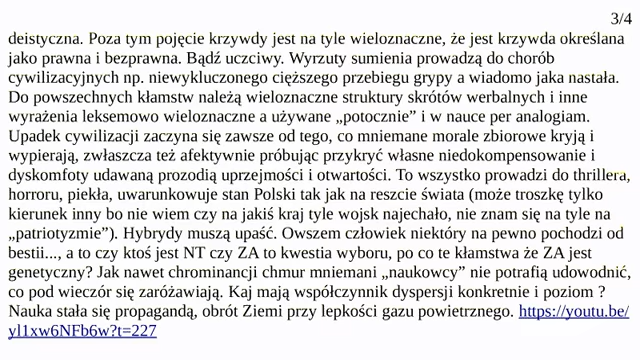 3/4
deistyczna. Poza tym pojęcie krzywdy jest na tyle wieloznaczne, że jest krzywda określana
jako prawna i bezprawna. Bądź uczciwy. Wyrzuty sumienia prowadzą do chorób
cywilizacyjnych np. niewykluczonego cięższego przebiegu grypy a wiadomo jaka nastała.
Do powszechnych kłamstw należą wieloznaczne struktury skrótów werbalnych i inne
wyrażenia leksemowo wieloznaczne a używane „potocznie” i w nauce per analogiam.
Upadek cywilizacji zaczyna się zawsze od tego, co mniemane morale zbiorowe kryją i
wypierają, zwłaszcza też afektywnie próbując przykryć własne niedokompensowanie i
dyskomfoty udawaną prozodią uprzejmości i otwartości. To wszystko prowadzi do thrillera,
horroru, piekła, uwarunkowuje stan Polski tak jak na reszcie świata (może troszkę tylko
kierunek inny bo nie wiem czy na jakiś kraj tyle wojsk najechało, nie znam się na tyle na
„patriotyzmie”). Hybrydy muszą upaść. Owszem człowiek niektóry na pewno pochodzi od
bestii..., a to czy ktoś jest NT czy ZA to kwestia wyboru, po co te kłamstwa że ZA jest
genetyczny? Jak nawet chrominancji chmur mniemani „naukowcy” nie potrafią udowodnić,
co pod wieczór się zaróżawiają. Kaj mają współczynnik dyspersji konkretnie i poziom ?
Nauka stała się propagandą, obrót Ziemi przy lepkości gazu powietrznego. https://youtu.be/
yl1xw6NFb6w?t=227